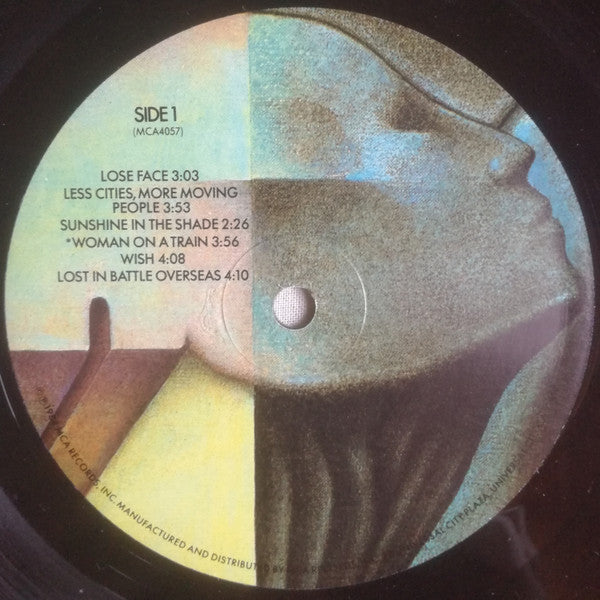 SIDE 1
(MCA4057)
LOSE FACE 3:03
LESS CITIES, MORE MOVING
PEOPLE 3:53
SUNSHINE IN THE SHADE 2:26
*WOMAN ON A TRAIN 3:56
WISH 4:08
LOST IN BATTLE OVERSEAS 4:10
MCA RECORDS, INC. MANUFACTURED AND DISTRIBUTED CITY PLAZA,